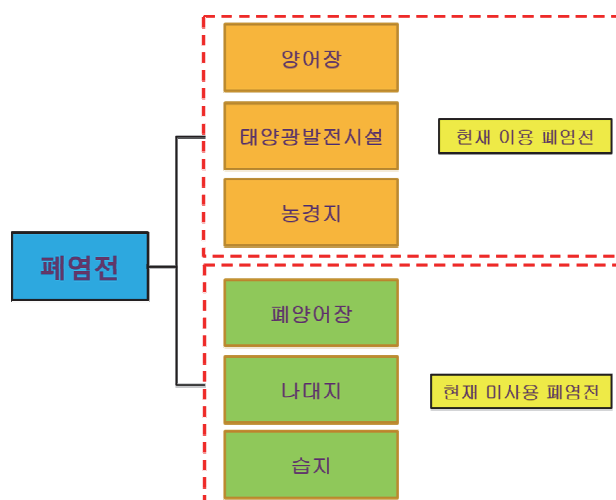 양어장
태양광발전시설
현재 이용 폐염전
농경지
폐염전
폐양어장
나대지
현재 미사용 폐염전
습지